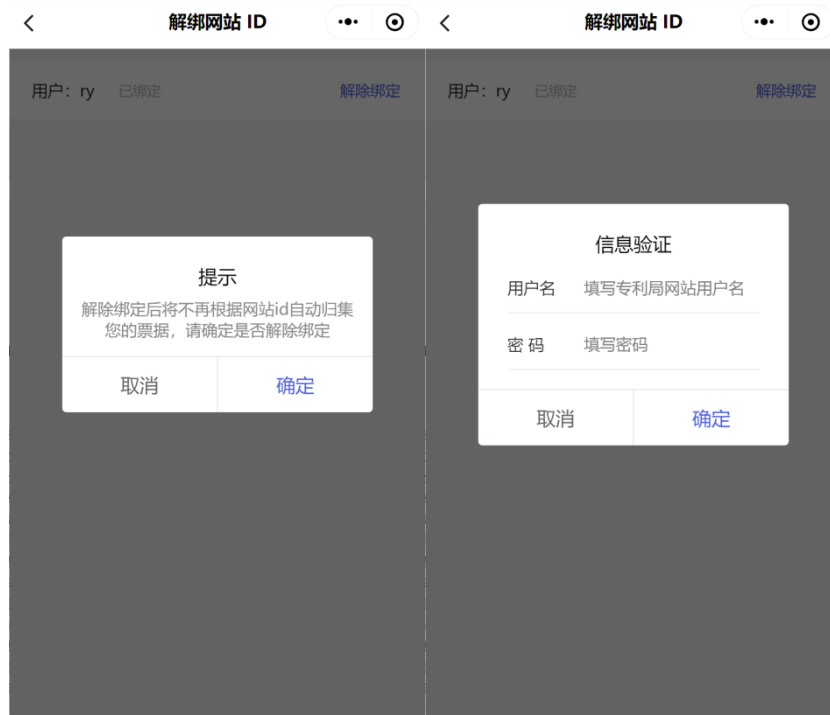 解绑网站 ID
用户：ry 已绑定 解除绑定
提示
解除绑定后将不再根据网站id自动归集
您的票据，请确定是否解除绑定
取消 确定
解绑网站 ID
用户：ry 已绑定 解除绑定
信息验证
用户名 填写专利局网站用户名
密 码 填写密码
取消 确定